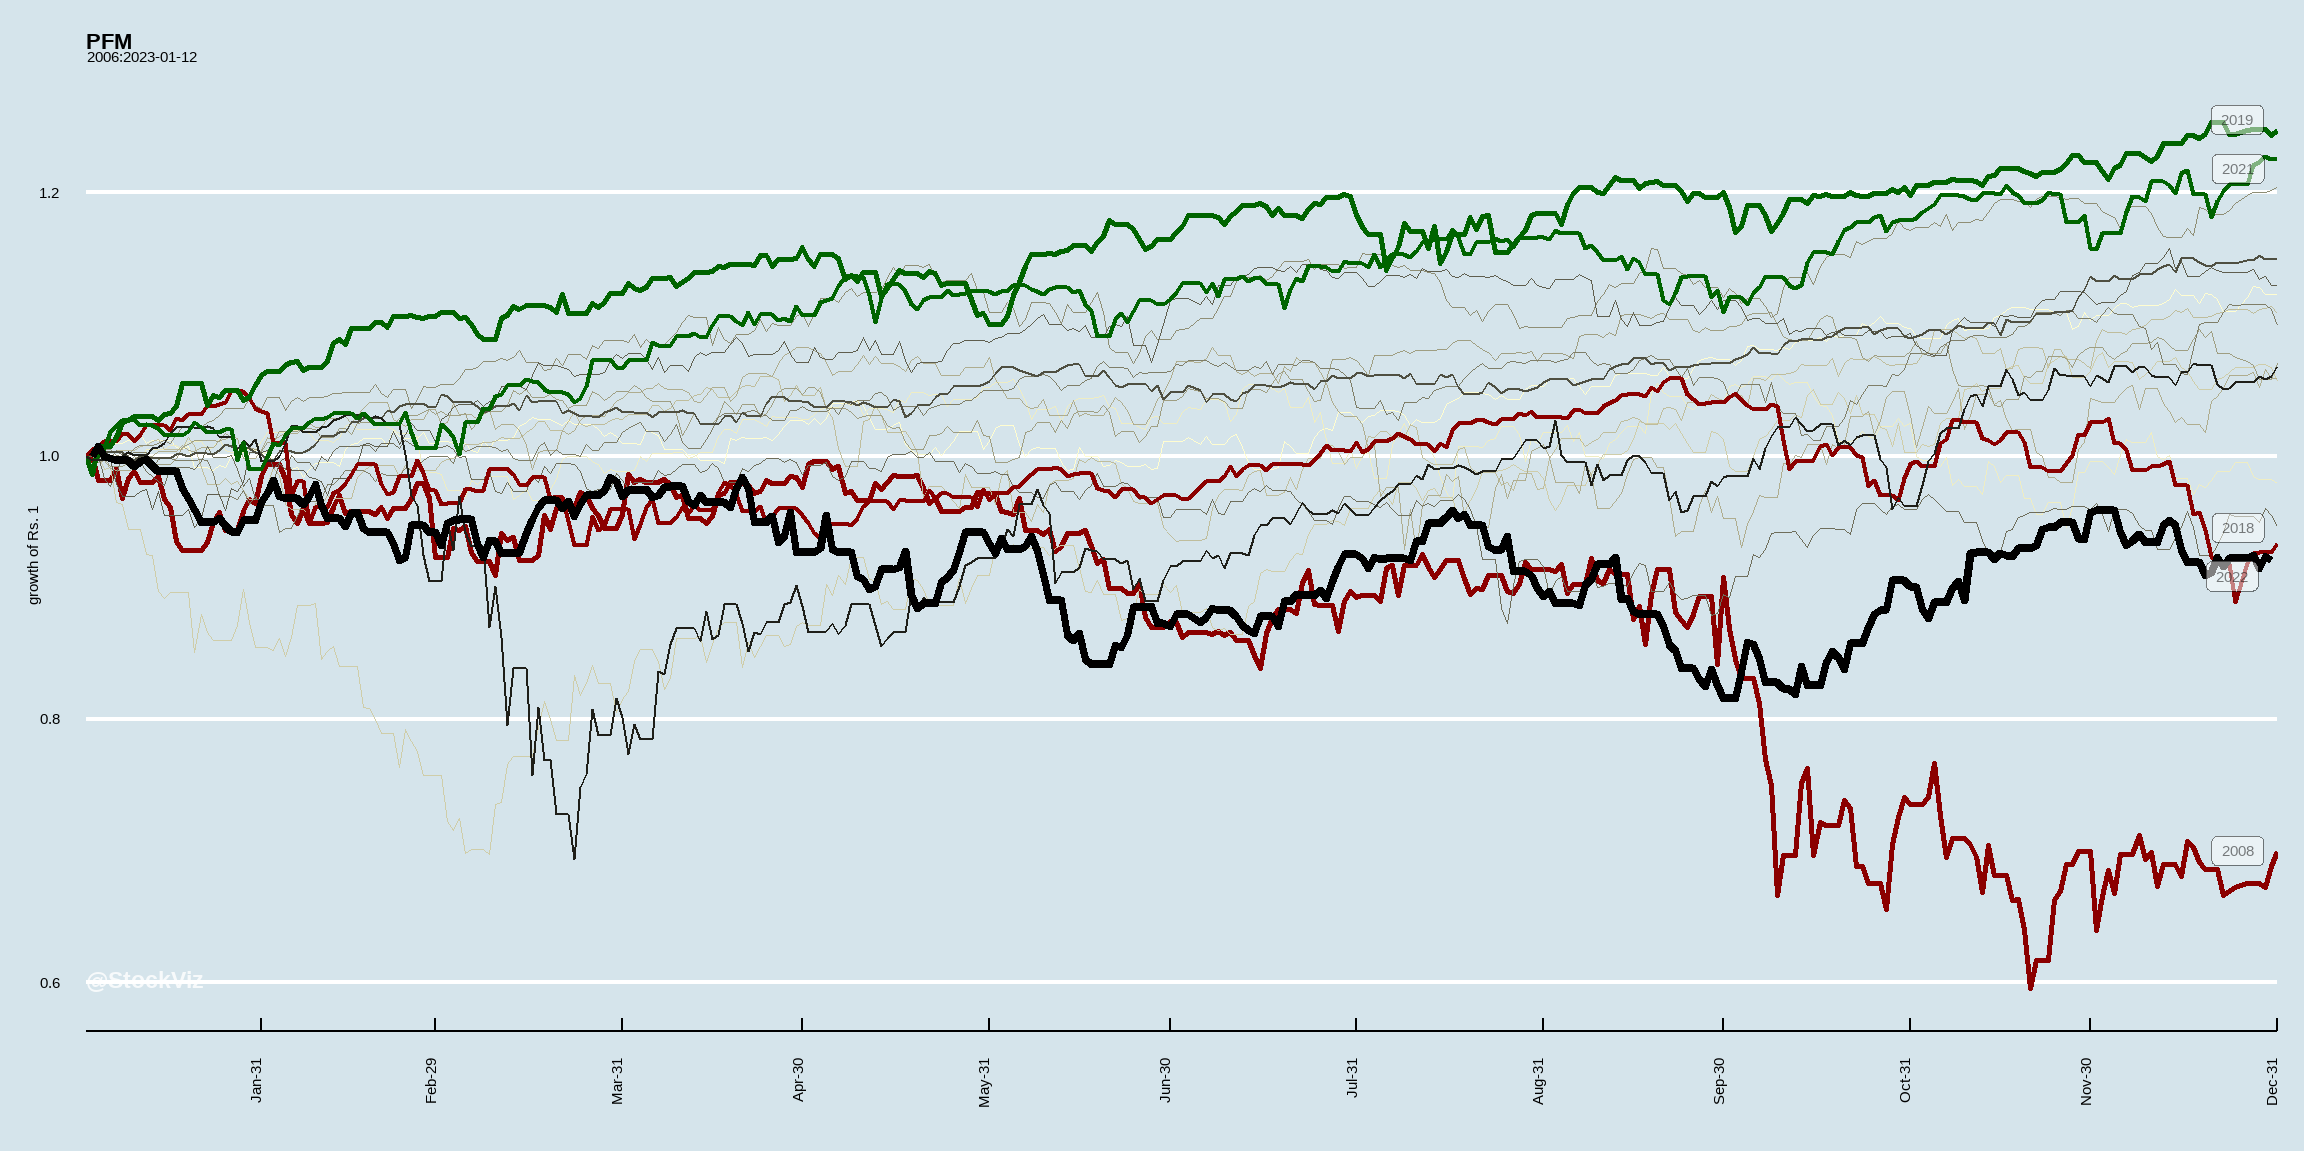 PFM
2006:2023-01-12
2019
1.2
2021
1.0
growth of Rs. 1
2018
2022
0.8
2008
0.6
@StockViz
Jan-31
Feb-29
Mar-31
Apr-30
May-31
Jun-30
Jul-31
Aug-31
Sep-30
Oct-31
Nov-30
Dec-31